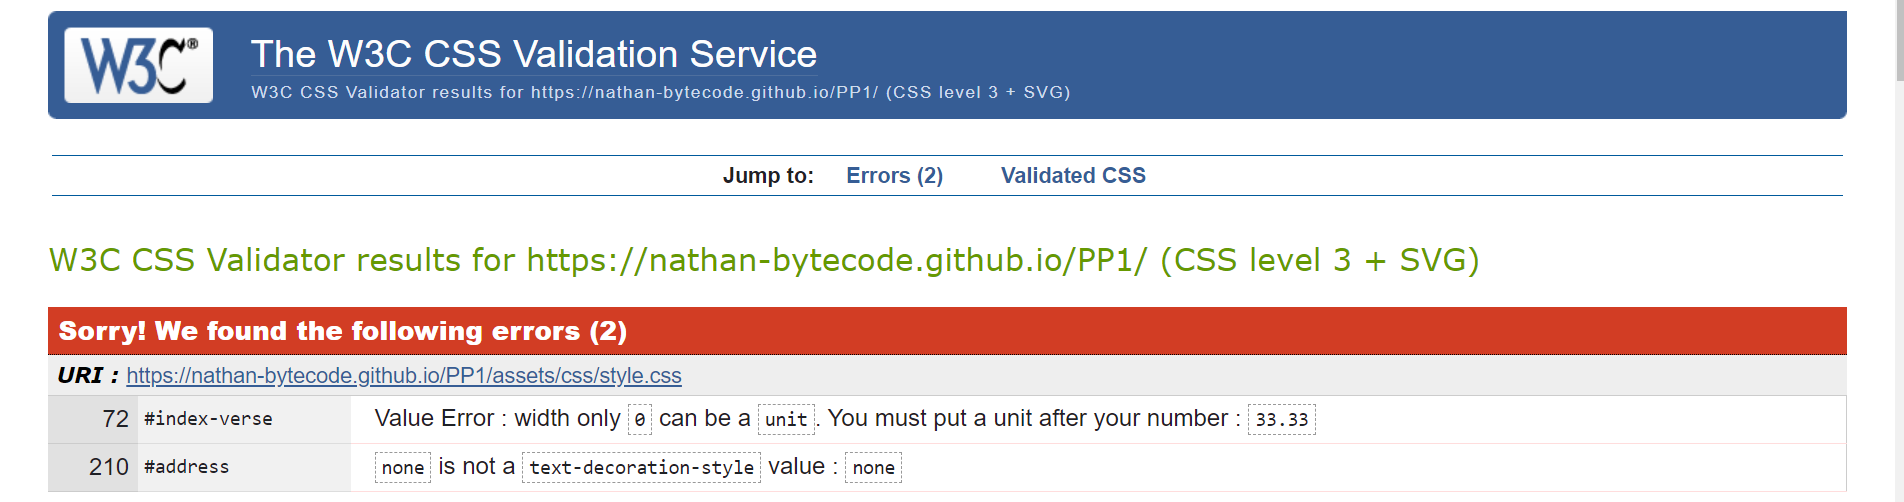 W3C®
The W3C CSS Validation Service
W3C CSS Validator results for https://nathan-bytecode.github.io/PP1/ (CSS level 3 + SVG)
Jump to: Errors (2) Validated CSS
W3C CSS Validator results for https://nathan-bytecode.github.io/PP1/ (CSS level 3 + SVG)
Sorry! We found the following errors (2)
URI : https://nathan-bytecode.github.io/PP1/assets/css/style.css
72 #index-verse Value Error : width only 0 can be a unit. You must put a unit after your number : 33.33
210 #address none is not a text-decoration-style value : none